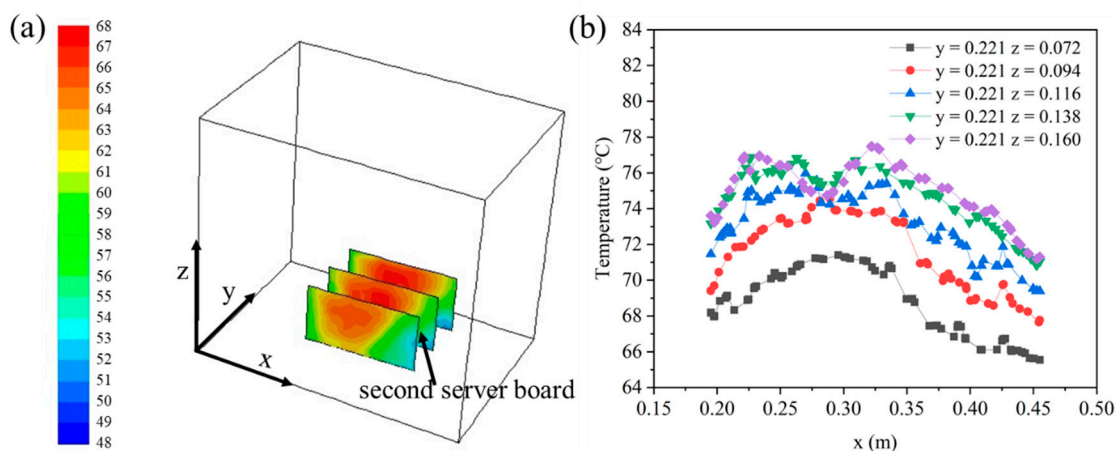 (a)
68
67
66
65
64
63
62
61
60
59
58
57
56
55
54
53
52
51
50
49
48
z
y
x
second server board
(b)
84
82
80
78
76
74
72
70
68
66
64
Temperature (°C)
y = 0.221 z = 0.072
y = 0.221 z = 0.094
y = 0.221 z = 0.116
y = 0.221 z = 0.138
y = 0.221 z = 0.160
0.15 0.20 0.25 0.30 0.35 0.40 0.45 0.50
x (m)